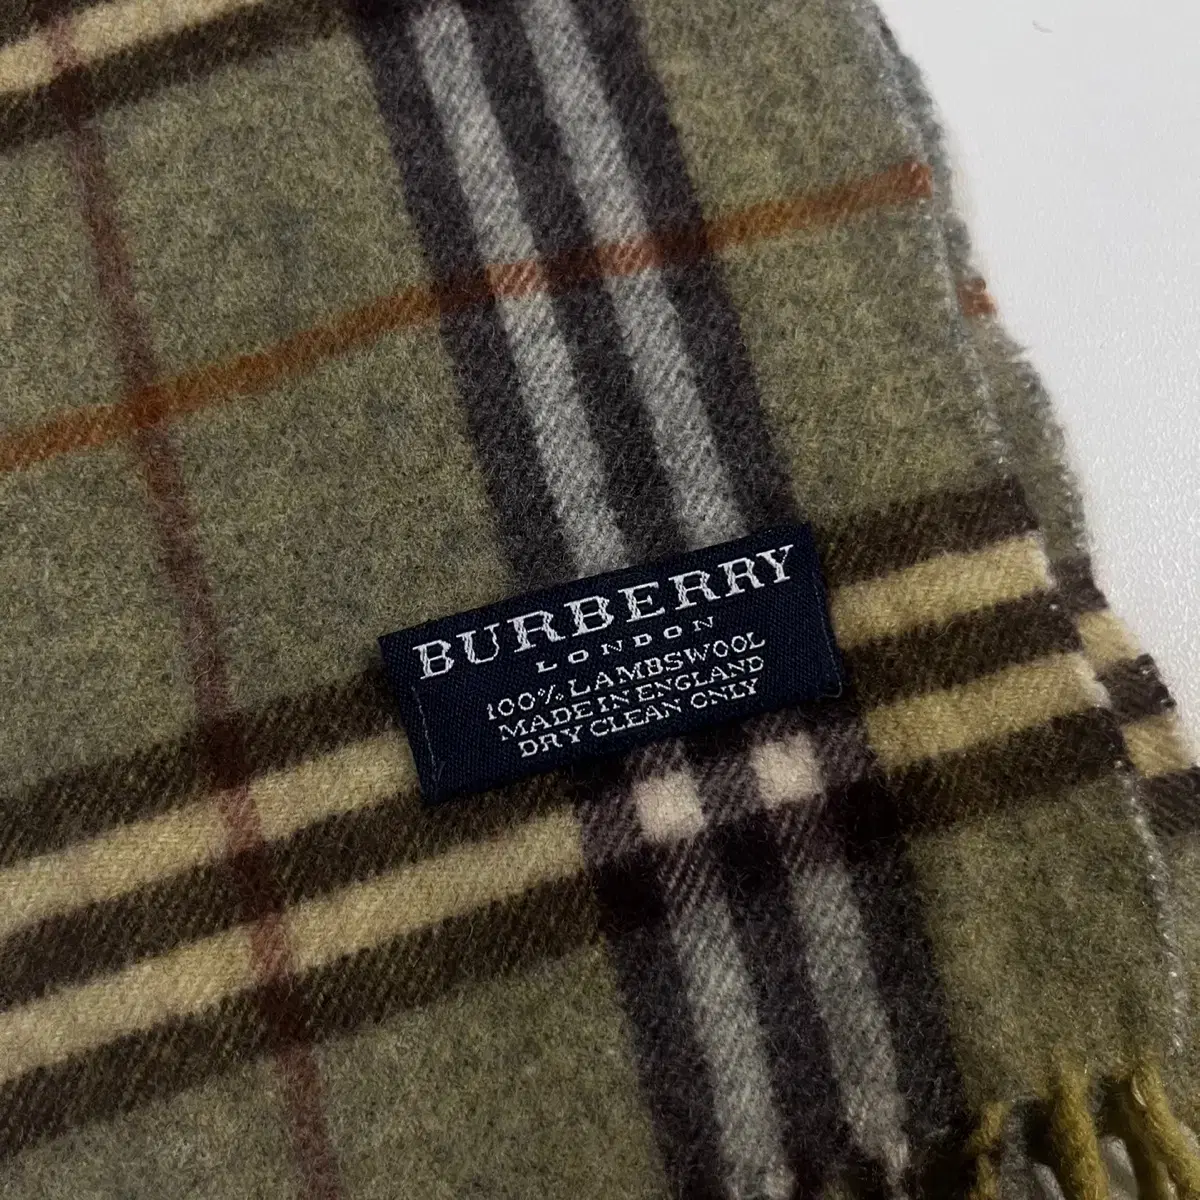 BURBERRY
LONDON
100% LAMBSWOOL
MADE IN ENGLAND
DRY CLEAN ONLY